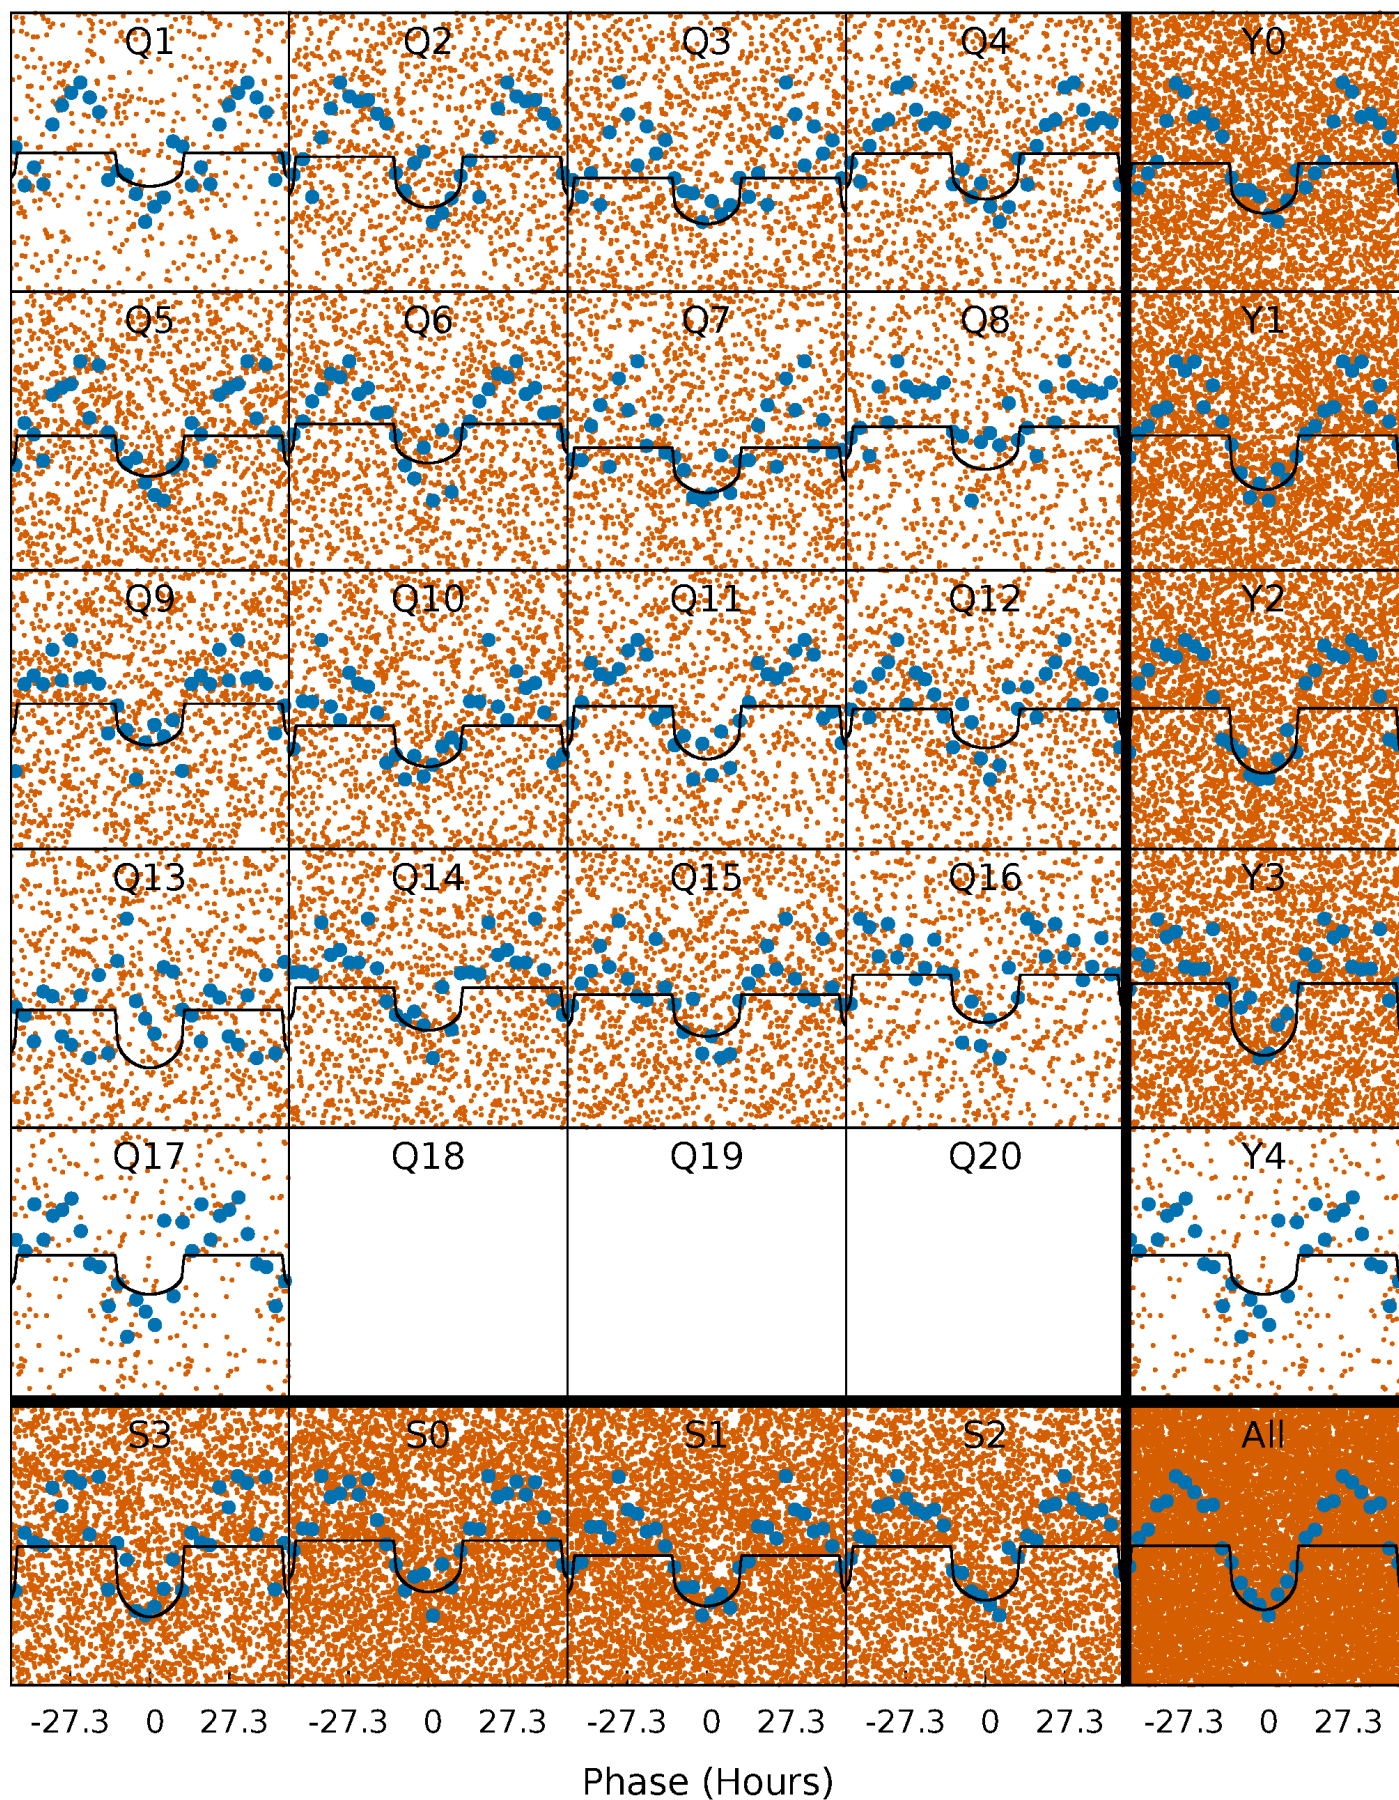 Q1 Q2 Q3 Q4 Y0
Q5 Q6 Q7 Q8 Y1
Q9 Q10 Q11 Q12 Y2
Q13 Q14 Q15 Q16 Y3
Q17 Q18 Q19 Q20 Y4
S3 S0 S1 S2 All
-27.3 0 27.3 -27.3 0 27.3 -27.3 0 27.3 -27.3 0 27.3 -27.3 0 27.3
Phase (Hours)